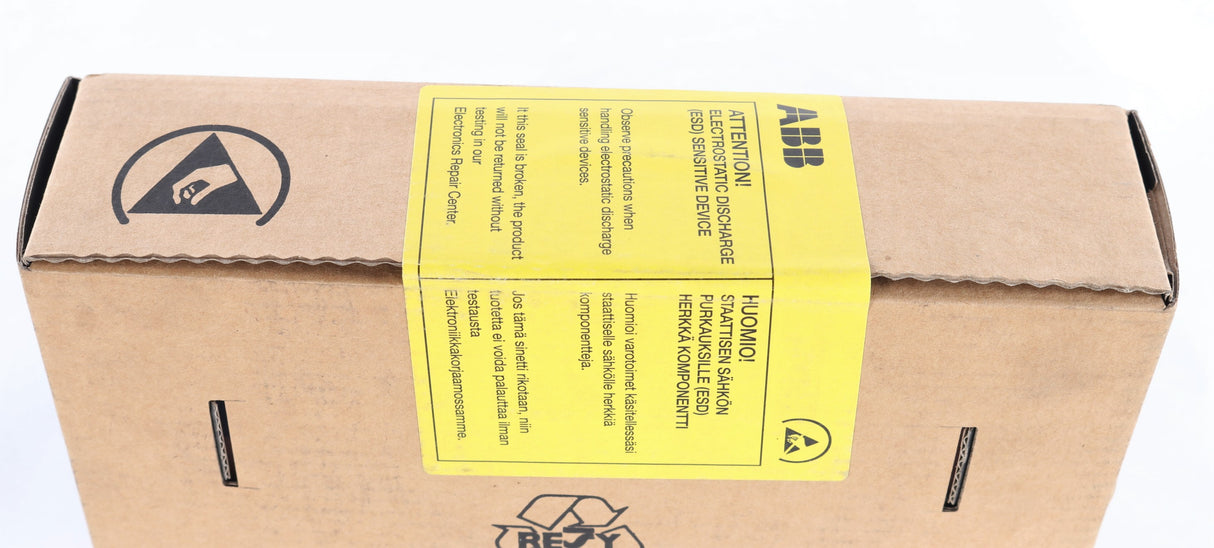 ABB
ATTENTION!
ELECTROSTATIC DISCHARGE
(ESD) SENSITIVE DEVICE
Observe precautions when
handling electrostatic discharge
sensitive devices.
It this seal is broken, the product
will not be returned without
testing in our
Electronics Repair Center.
HUOMIO!
STAATTISEN SÄHKÖN
PURKAUKSILLE (ESD)
HERKKÄ KOMPONENTTI
Huomioi varotoimet käsitellessäsi
staattiselle sähkölle herkkiä
komponentteja.
Jos tämä sinetti rikotaan, niin
tuotetta ei voida palauttaa ilman
testausta
Elektroniikkakorjaamossamme.
RESY